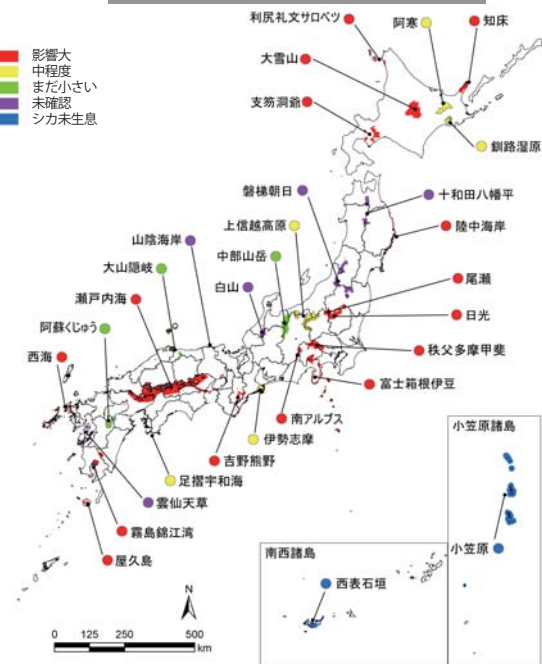 影響大
中程度
まだ小さい
未確認
シカ未生息
利尻礼文サロベツ
阿寒
知床
大雪山
支笏洞爺
釧路湿原
磐梯朝日
十和田八幡平
山陰海岸
上信越高原
陸中海岸
大山隠岐
中部山岳
尾瀬
瀬戸内海
白山
日光
阿蘇くじゅう
秩父多摩甲斐
西海
富士箱根伊豆
南アルプス
伊勢志摩
吉野熊野
足摺宇和海
雲仙天草
霧島錦江湾
屋久島
小笠原諸島
小笠原
南西諸島
西表石垣
N
0 125 250 500
km